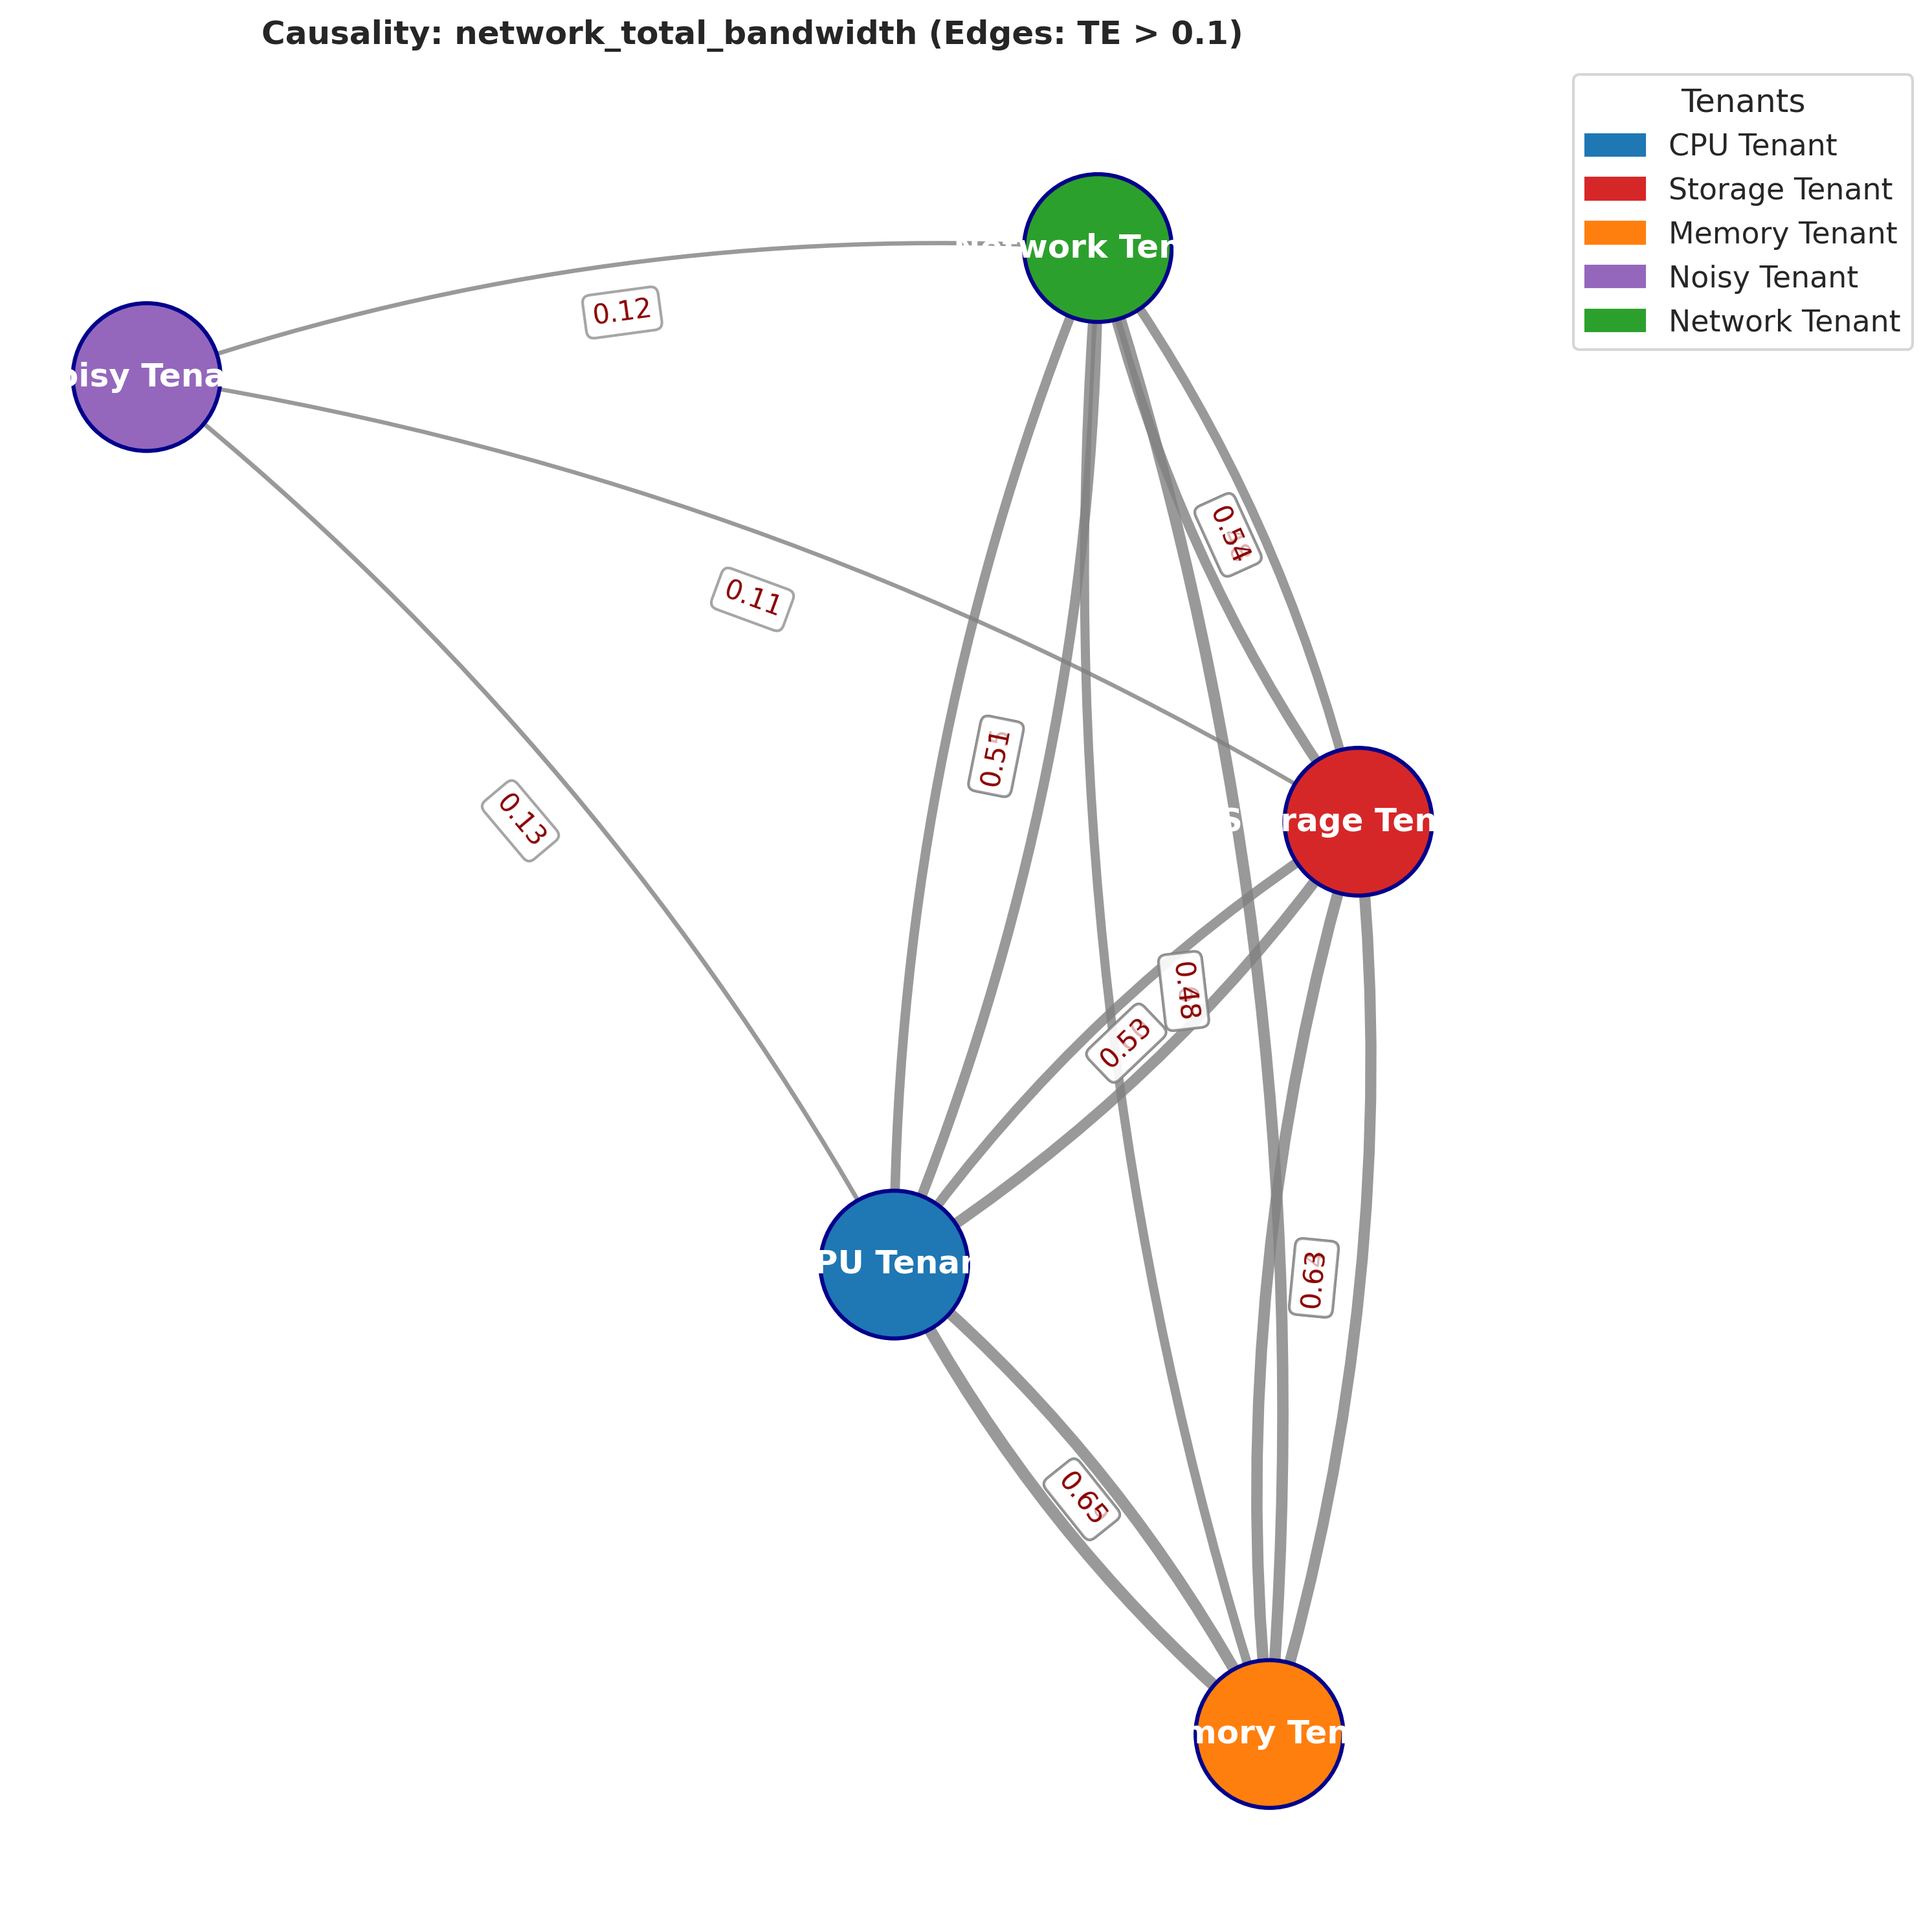 Causality: network_total_bandwidth (Edges: TE > 0.1)
Tenants
CPU Tenant
Storage Tenant
Memory Tenant
Noisy Tenant
Network Tenant
work Ten
0.12
oisy Tena
0.54
0.11
0.51
0.13
S rage Ten
0.48
0.53
PU Tenan
0.63
0.65
mory Ten